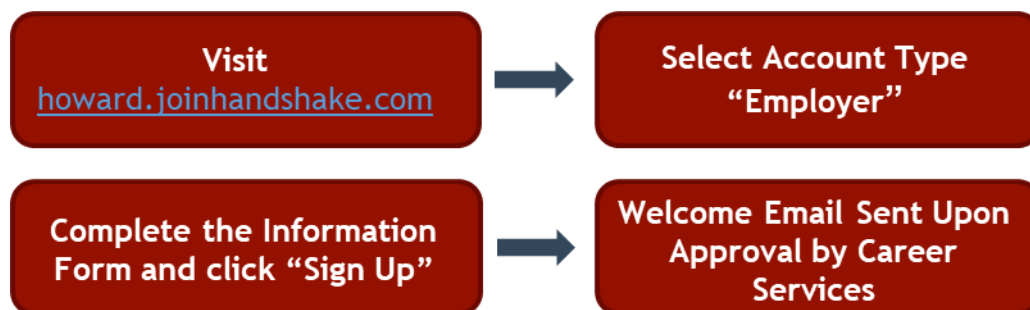 Visit
howard.joinhandshake.com
Select Account Type
“Employer”
Complete the Information
Form and click “Sign Up”
Welcome Email Sent Upon
Approval by Career
Services